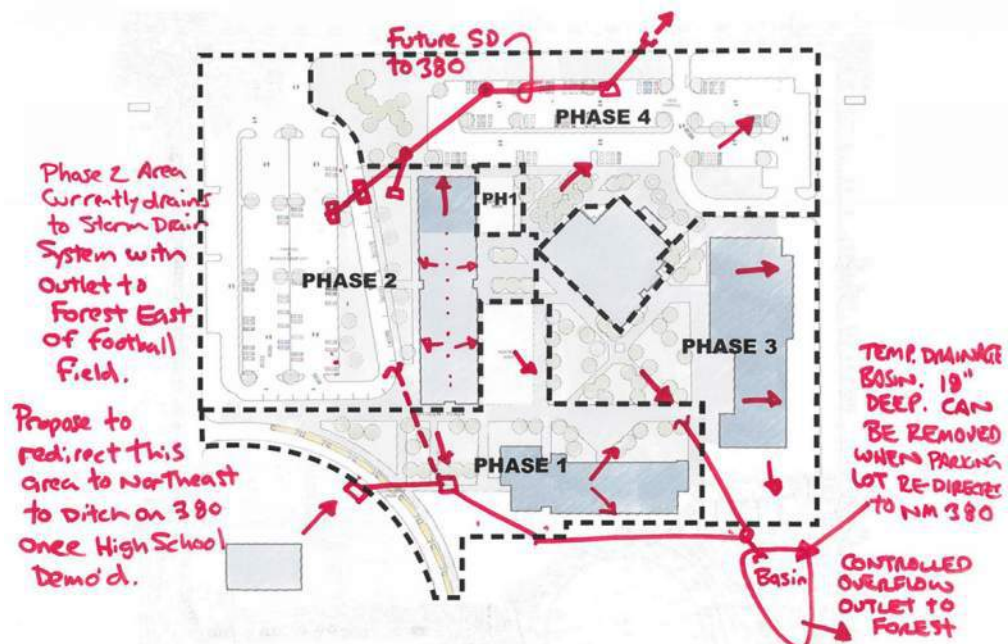 Future SD
to 380
PHASE 4
Phase 2 Area
Currently drains
to Storm Drain
System with
outlet to
Forest East
of football
Field.
PH1
PHASE 2
PHASE 3
TEMP. DRAINAGE
BASIN. 18"
DEEP. CAN
BE REMOVED
WHEN PARKING
LOT RE-DIRECTED
TO NM 380
Propose to
redirect this
area to Northeast
to Ditch on 380
once High School
Demo'd.
PHASE 1
Basin
CONTROLLED
OVERFLOW
OUTLET TO
FOREST